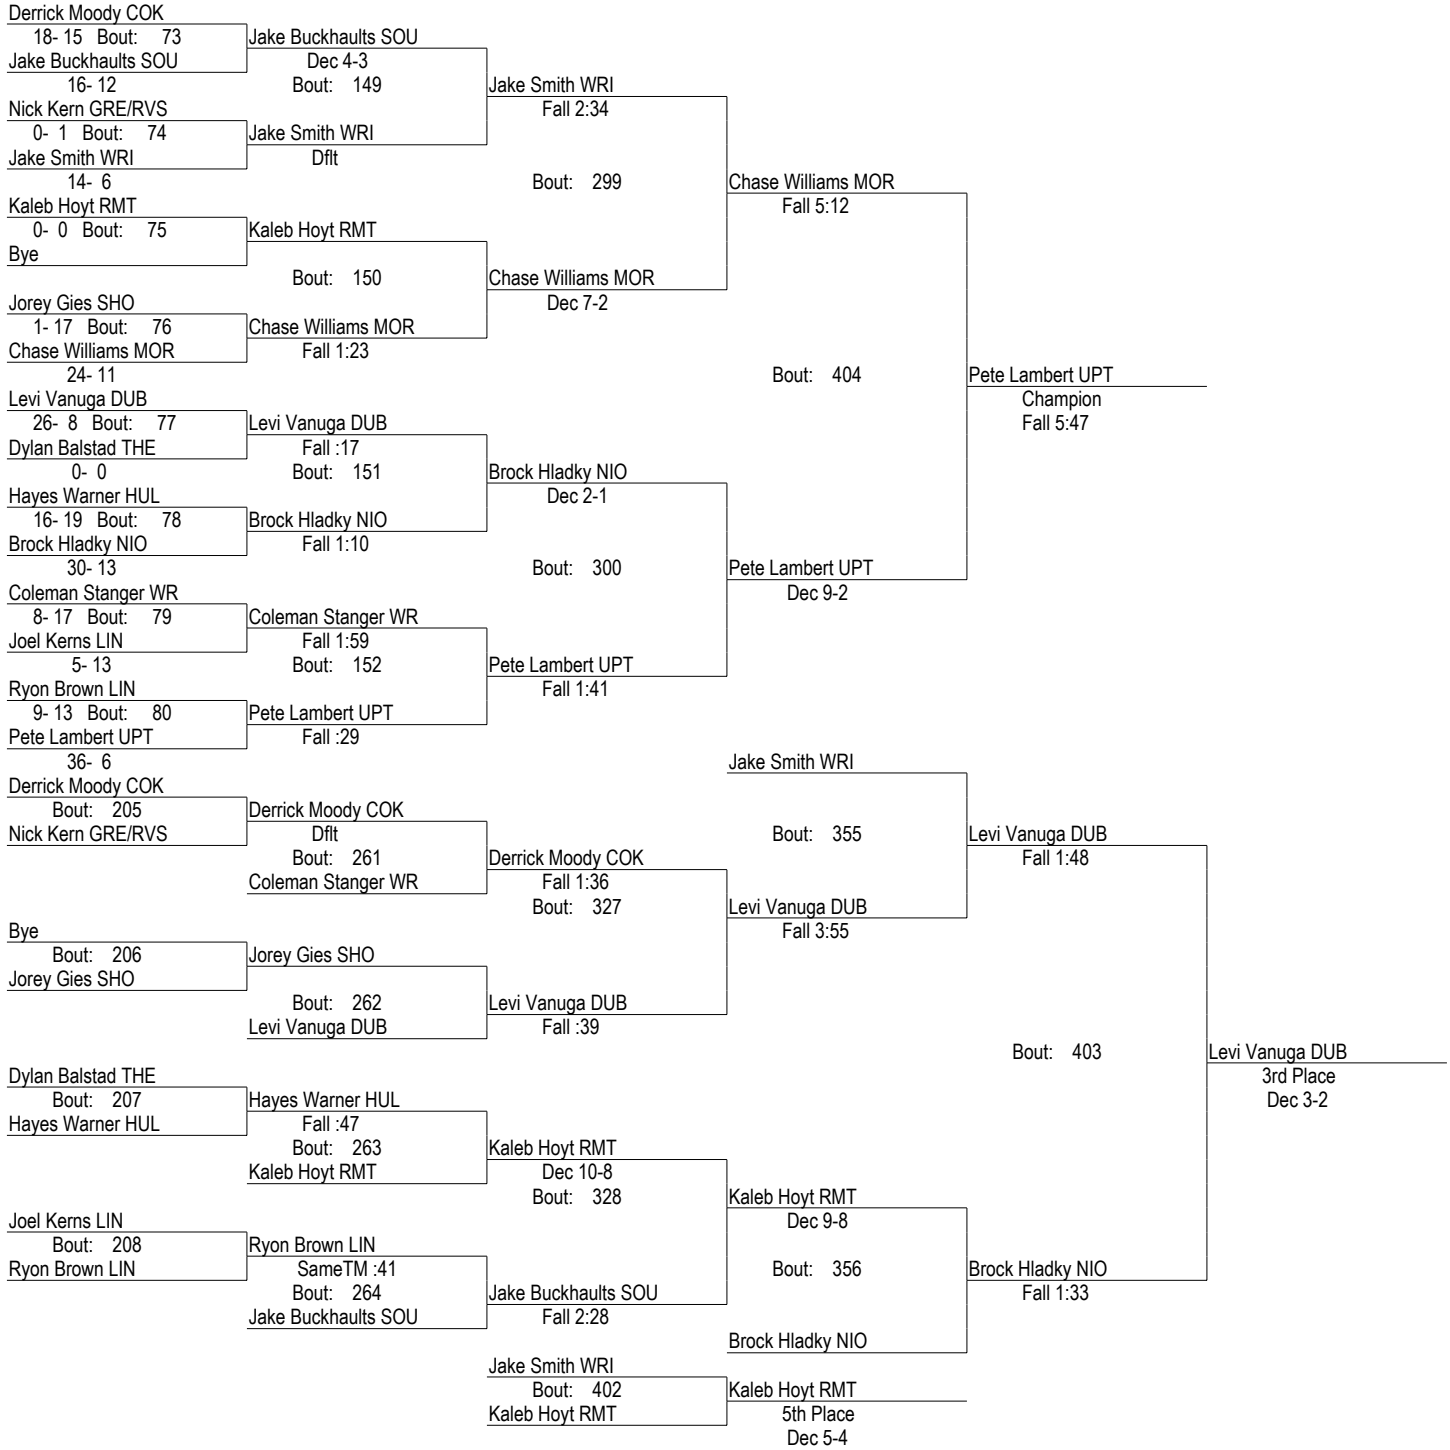 Derrick Moody COK
18- 15 Bout: 73
Jake Buckhaults SOU
16- 12
Nick Kern GRE/RVS
0- 1 Bout: 74
Jake Smith WRI
14- 6
Kaleb Hoyt RMT
0- 0 Bout: 75
Bye
Jorey Gies SHO
1- 17 Bout: 76
Chase Williams MOR
24- 11
Levi Vanuga DUB
26- 8 Bout: 77
Dylan Balstad THE
0- 0
Hayes Warner HUL
16- 19 Bout: 78
Brock Hladky NIO
30- 13
Coleman Stanger WR
8- 17 Bout: 79
Joel Kerns LIN
5- 13
Ryon Brown LIN
9- 13 Bout: 80
Pete Lambert UPT
36- 6
Jake Buckhaults SOU
Dec 4-3
Bout: 149
Jake Smith WRI
Dflt
Kaleb Hoyt RMT
Bout: 150
Chase Williams MOR
Fall 1:23
Levi Vanuga DUB
Fall :17
Bout: 151
Brock Hladky NIO
Fall 1:10
Coleman Stanger WR
Fall 1:59
Bout: 152
Pete Lambert UPT
Fall :29
Jake Smith WRI
Fall 2:34
Bout: 299
Chase Williams MOR
Dec 7-2
Brock Hladky NIO
Dec 2-1
Bout: 300
Pete Lambert UPT
Fall 1:41
Chase Williams MOR
Fall 5:12
Bout: 404
Pete Lambert UPT
Dec 9-2
Pete Lambert UPT
Champion
Fall 5:47
Derrick Moody COK
Bout: 205
Nick Kern GRE/RVS
Bye
Bout: 206
Jorey Gies SHO
Dylan Balstad THE
Bout: 207
Hayes Warner HUL
Joel Kerns LIN
Bout: 208
Ryon Brown LIN
Derrick Moody COK
Dflt
Bout: 261
Coleman Stanger WR
Jorey Gies SHO
Bout: 262
Levi Vanuga DUB
Hayes Warner HUL
Fall :47
Bout: 263
Kaleb Hoyt RMT
Ryon Brown LIN
SameTM :41
Bout: 264
Jake Buckhaults SOU
Derrick Moody COK
Fall 1:36
Bout: 327
Levi Vanuga DUB
Fall :39
Kaleb Hoyt RMT
Dec 10-8
Bout: 328
Jake Buckhaults SOU
Fall 2:28
Jake Smith WRI
Bout: 355
Levi Vanuga DUB
Fall 3:55
Kaleb Hoyt RMT
Dec 9-8
Bout: 356
Brock Hladky NIO
Levi Vanuga DUB
Fall 1:48
Bout: 403
Brock Hladky NIO
Fall 1:33
Levi Vanuga DUB
3rd Place
Dec 3-2
Jake Smith WRI
Bout: 402
Kaleb Hoyt RMT
Kaleb Hoyt RMT
5th Place
Dec 5-4